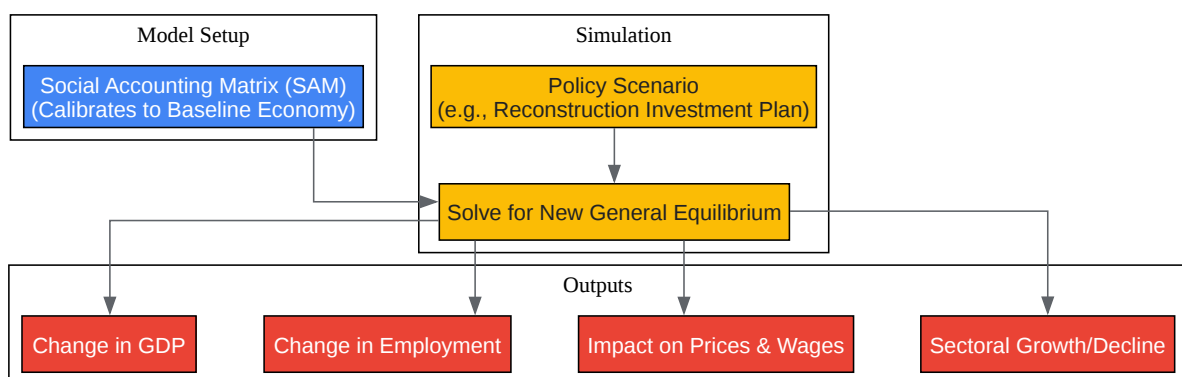 Model Setup
Social Accounting Matrix (SAM)
(Calibrates to Baseline Economy)
Simulation
Policy Scenario
(e.g., Reconstruction Investment Plan)
Solve for New General Equilibrium
Outputs
Change in GDP
Change in Employment
Impact on Prices & Wages
Sectoral Growth/Decline